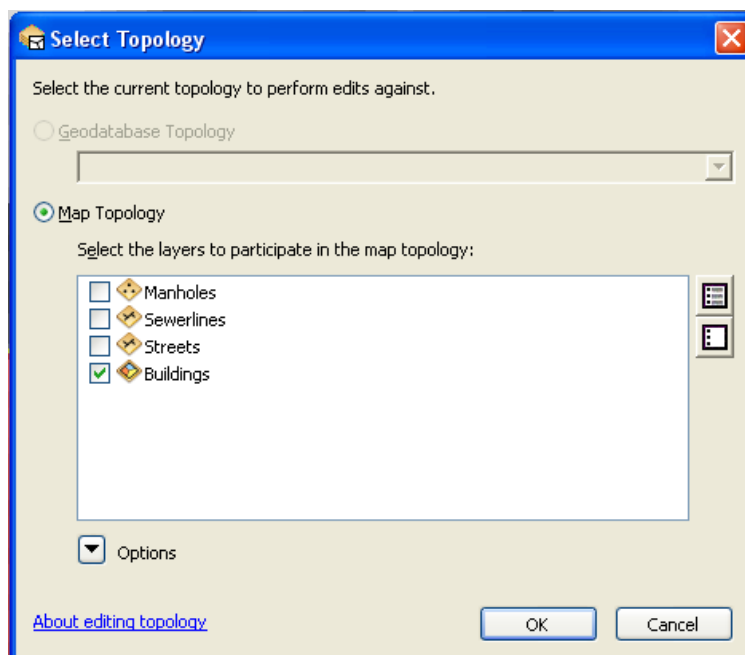 Select Topology
Select the current topology to perform edits against.
Geodatabase Topology
Map Topology
Select the layers to participate in the map topology:
Manholes
Sewerlines
Streets
Buildings
Options
About editing topology
OK
Cancel